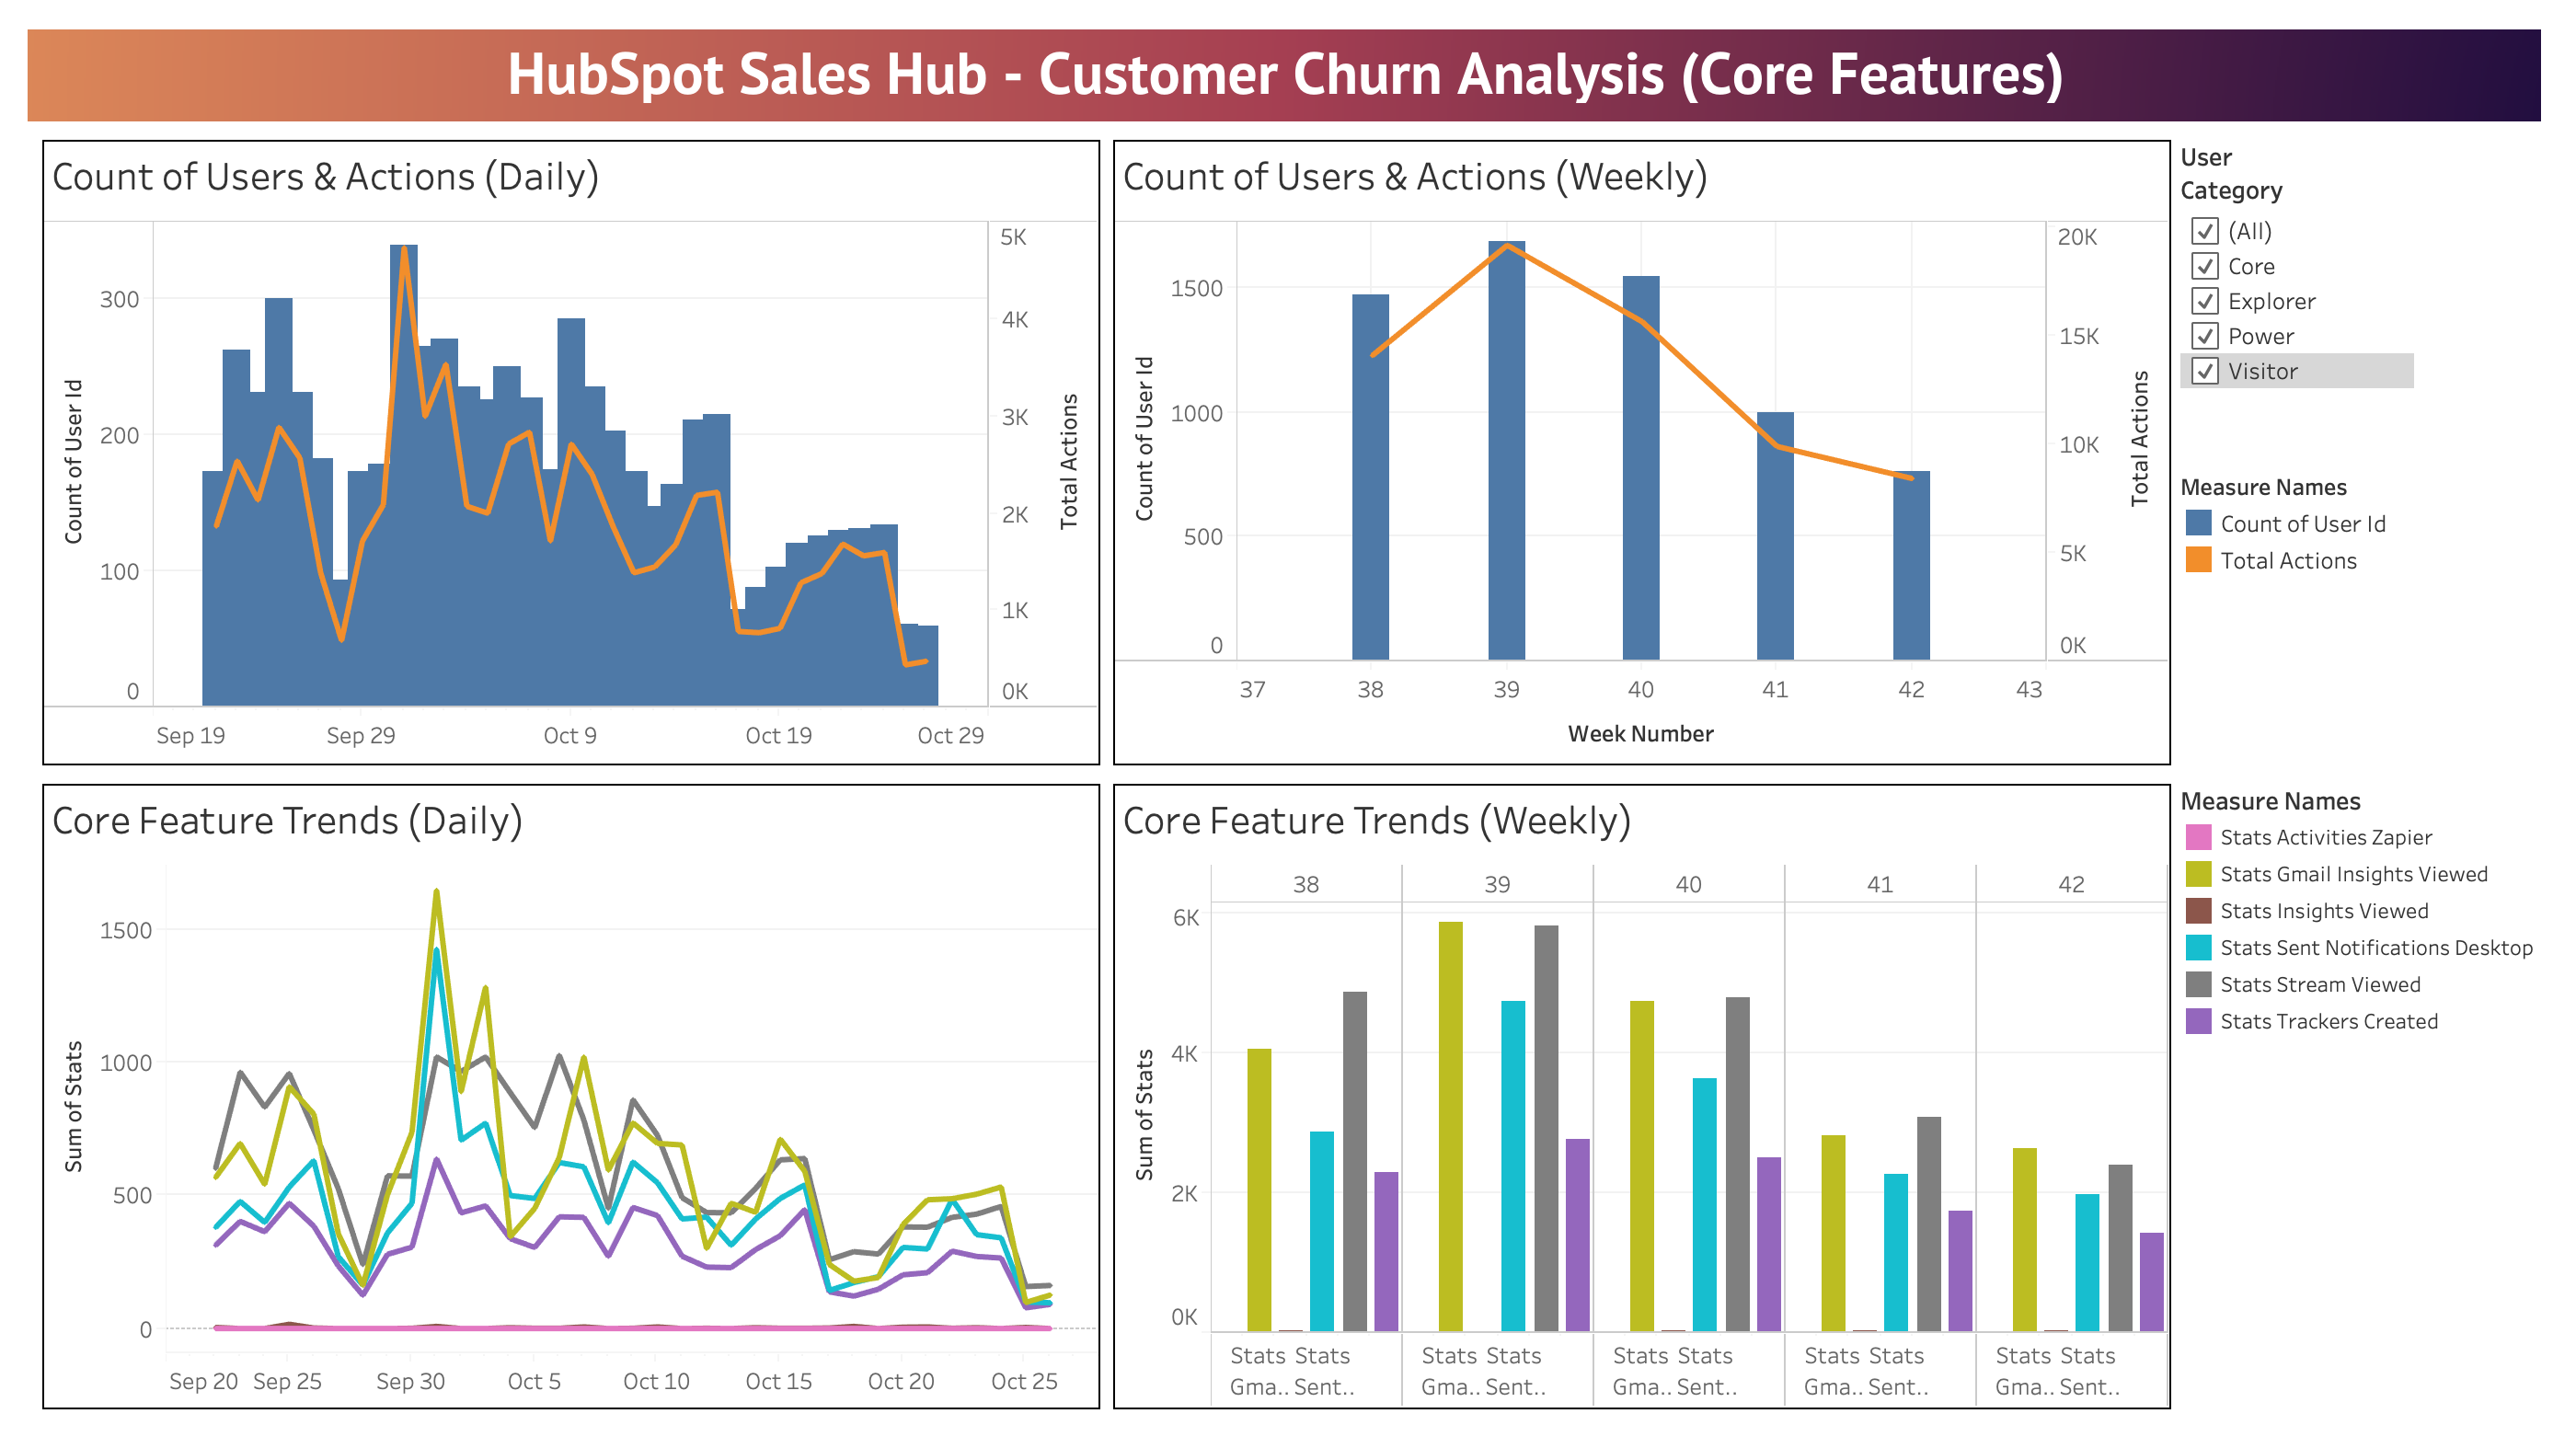 HubSpot Sales Hub - Customer Churn Analysis (Core Features)
Count of Users & Actions (Daily)
Count of User Id
300
200
100
0
5K
4K
3K
2K
1K
0K
Total Actions
Sep 19 Sep 29 Oct 9 Oct 19 Oct 29
Count of Users & Actions (Weekly)
Count of User Id
1500
1000
500
0
20K
15K
10K
5K
0K
Total Actions
37 38 39 40 41 42 43
Week Number
User
Category
(All)
Core
Explorer
Power
Visitor
Measure Names
Count of User Id
Total Actions
Core Feature Trends (Daily)
Sum of Stats
1500
1000
500
0
Sep 20 Sep 25 Sep 30 Oct 5 Oct 10 Oct 15 Oct 20 Oct 25
Core Feature Trends (Weekly)
38 39 40 41 42
Sum of Stats
6K
4K
2K
0K
Stats Stats Stats Stats Stats Stats Stats Stats Stats Stats
Gma.. Sent.. Gma.. Sent.. Gma.. Sent.. Gma.. Sent.. Gma.. Sent..
Measure Names
Stats Activities Zapier
Stats Gmail Insights Viewed
Stats Insights Viewed
Stats Sent Notifications Desktop
Stats Stream Viewed
Stats Trackers Created